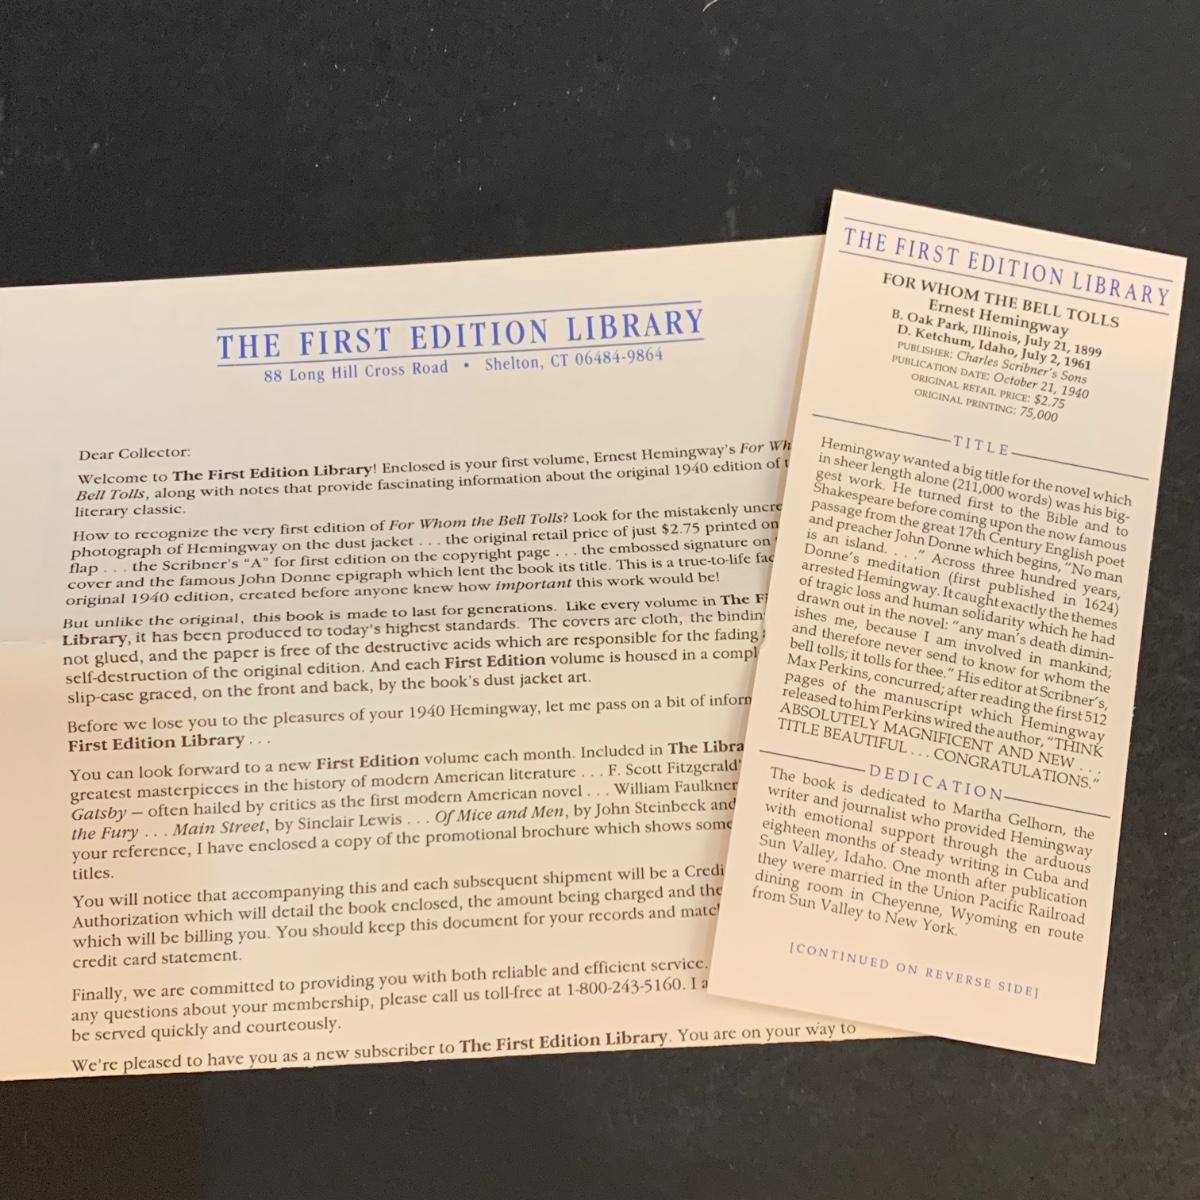 THE FIRST EDITION LIBRARY
88 Long Hill Cross Road • Shelton, CT 06484-9864
Dear Collector:
Welcome to The First Edition Library! Enclosed is your first volume, Ernest Hemingway's For
Bell Tolls, along with notes that provide fascinating information about the original 1940 edition of
literary classic.
How to recognize the very first edition of For Whom the Bell Tolls? Look for the mistakenly
photograph of Hemingway on the dust jacket . . . the original retail price of just $2.75 printed on
flap . . . the Scribner's "A" for first edition on the copyright page . . . the embossed signature on
cover and the famous John Donne epigraph which lent the book its title. This is a true-to-life
original 1940 edition, created before anyone knew how important this work would be!
But unlike the original, this book is made to last for generations. Like every volume in The
Library, it has been produced to today's highest standards. The covers are cloth, the
not glued, and the paper is free of the destructive acids which are responsible for the fading
self-destruction of the original edition. And each First Edition volume is housed in a
slip-case graced, on the front and back, by the book's dust jacket art.
Before we lose you to the pleasures of your 1940 Hemingway, let me pass on a bit of
First Edition Library . . .
You can look forward to a new First Edition volume each month. Included in The
greatest masterpieces in the history of modern American literature . . . F. Scott Fitzgerald'
Gatsby – often hailed by critics as the first modern American novel . . . William Faulkner
the Fury . . . Main Street, by Sinclair Lewis . . . Of Mice and Men, by John Steinbeck and
your reference, I have enclosed a copy of the promotional brochure which shows some
titles.
You will notice that accompanying this and each subsequent shipment will be a
Authorization which will detail the book enclosed, the amount being charged and the
which will be billing you. You should keep this document for your records and
credit card statement.
Finally, we are committed to providing you with both reliable and efficient service.
any questions about your membership, please call us toll-free at 1-800-243-5160. I
be served quickly and courteously.
We're pleased to have you as a new subscriber to The First Edition Library. You are on your way to
THE FIRST EDITION LIBRARY
FOR WHOM THE BELL TOLLS
Ernest Hemingway
B. Oak Park, Illinois, July 21, 1899
D. Ketchum, Idaho, July 2, 1961
PUBLISHER: Charles Scribner's Sons
PUBLICATION DATE: October 21, 1940
ORIGINAL RETAIL PRICE: $2.75
ORIGINAL PRINTING: 75,000
TITLE
Hemingway wanted a big title for the novel which
in sheer length alone (211,000 words) was his big-
gest work. He turned first to the Bible and to
Shakespeare before coming upon the now famous
passage from the great 17th Century English poet
and preacher John Donne which begins, "No man
is an island. . . ." Across three hundred years,
Donne's meditation (first published in 1624)
arrested Hemingway. It caught exactly the themes
of tragic loss and human solidarity which he had
drawn out in the novel: "any man's death dimin-
ishes me, because I am involved in mankind;
and therefore never send to know for whom the
bell tolls; it tolls for thee." His editor at Scribner's,
Max Perkins, concurred; after reading the first 512
pages of the manuscript which Hemingway
released to him Perkins wired the author, "THINK
ABSOLUTELY MAGNIFICENT AND NEW . . .
TITLE BEAUTIFUL . . . CONGRATULATIONS."
DEDICATION
The book is dedicated to Martha Gelhorn, the
writer and journalist who provided Hemingway
with emotional support through the arduous
eighteen months of steady writing in Cuba and
Sun Valley, Idaho. One month after publication
they were married in the Union Pacific Railroad
dining room in Cheyenne, Wyoming en route
from Sun Valley to New York.
[CONTINUED ON REVERSE SIDE]